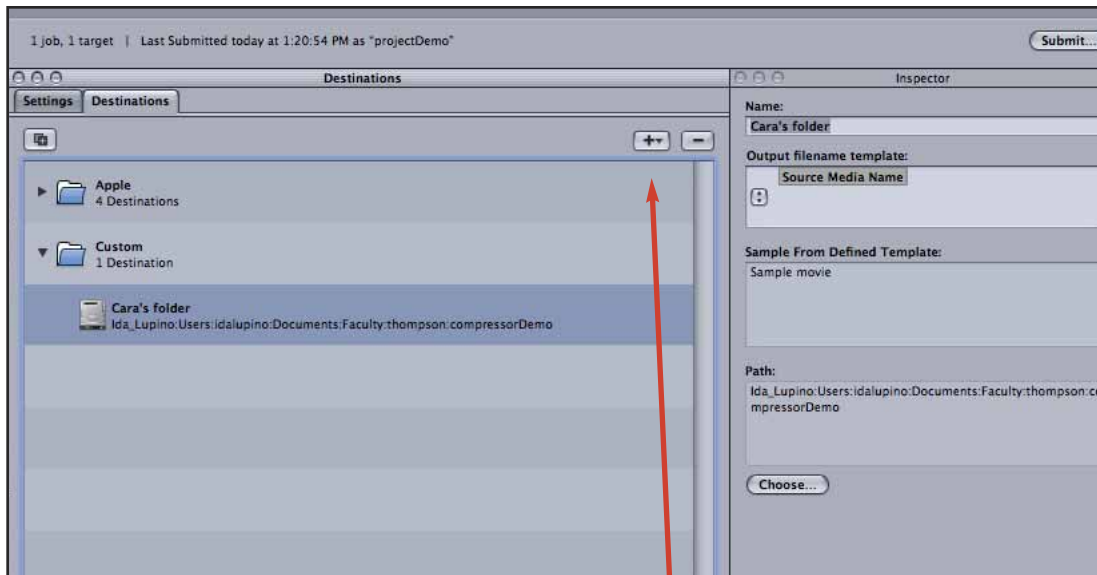 1 job, 1 target | Last Submitted today at 1:20:54 PM as "projectDemo"
Submit...
Destinations
Settings
Destinations
Apple
4 Destinations
Custom
1 Destination
Cara's folder
Ida_Lupino:Users:idalupino:Documents:Faculty:thompson:compressorDemo
Inspector
Name:
Cara's folder
Output filename template:
Source Media Name
Sample From Defined Template:
Sample movie
Path:
Ida_Lupino:Users:idalupino:Documents:Faculty:thompson:co
mpressorDemo
Choose...